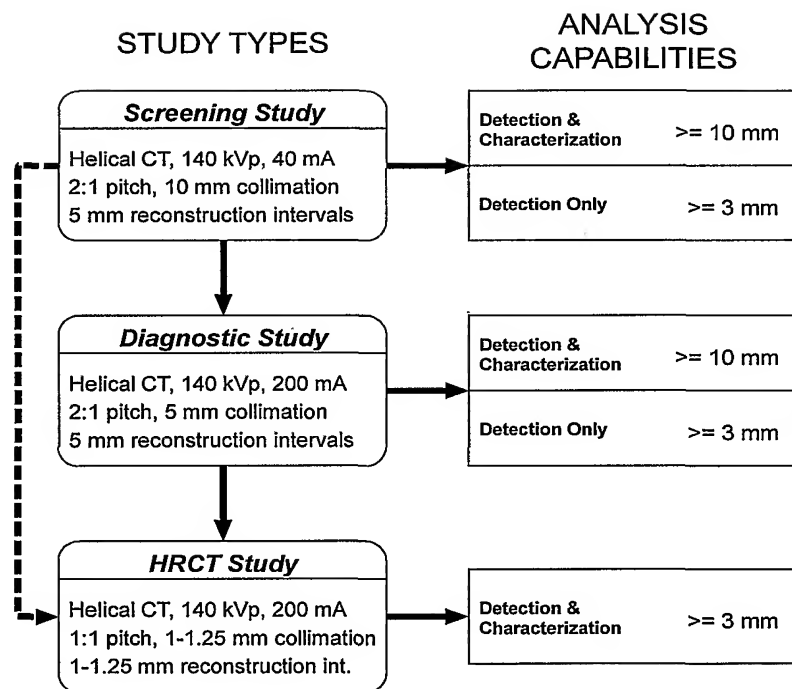 STUDY TYPES
ANALYSIS
CAPABILITIES
Screening Study
Helical CT, 140 kVp, 40 mA
2:1 pitch, 10 mm collimation
5 mm reconstruction intervals
Detection &
Characterization >= 10 mm
Detection Only >= 3 mm
Diagnostic Study
Helical CT, 140 kVp, 200 mA
2:1 pitch, 5 mm collimation
5 mm reconstruction intervals
Detection &
Characterization >= 10 mm
Detection Only >= 3 mm
HRCT Study
Helical CT, 140 kVp, 200 mA
1:1 pitch, 1-1.25 mm collimation
1-1.25 mm reconstruction int.
Detection &
Characterization >= 3 mm